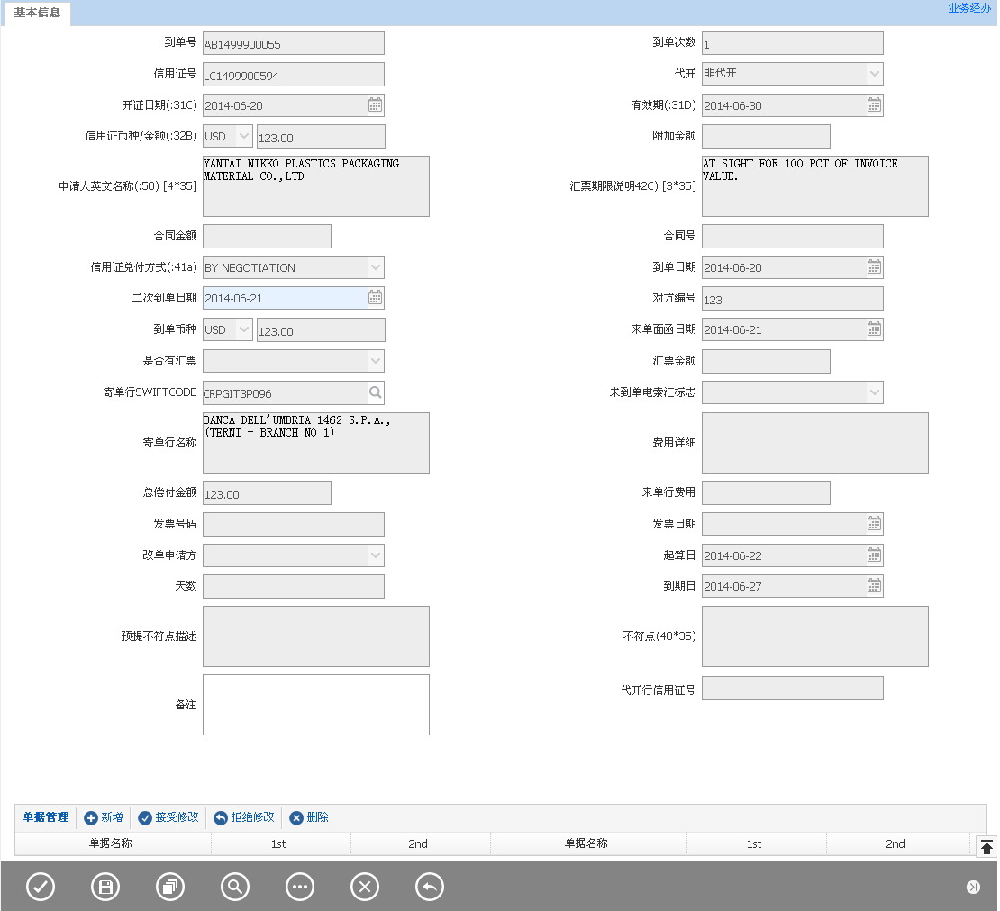 基本信息
业务经办
到单号 AB1499900055 到单次数 1
信用证号 LC1499900594 代开 非代开
开证日期(:31C) 2014-06-20 有效期(:31D) 2014-06-30
信用证币种/金额(:32B) USD 123.00 附加金额
申请人英文名称(:50) [4*35] YANTAI NIKKO PLASTICS PACKAGING
MATERIAL CO.,LTD
汇票期限说明42C) [3*35] AT SIGHT FOR 100 PCT OF INVOICE
VALUE.
合同金额 合同号
信用证兑付方式(:41a) BY NEGOTIATION 到单日期 2014-06-20
二次到单日期 2014-06-21 对方编号 123
到单币种 USD 123.00 来单面函日期 2014-06-21
是否有汇票 汇票金额
寄单行SWIFTCODE CRPGIT3P096 未到单电索汇标志
寄单行名称 BANCA DELL'UMBRIA 1462 S.P.A.,
(TERNI - BRANCH NO 1)
费用详细
总偿付金额 123.00 来单行费用
发票号码 发票日期
改单申请方 起算日 2014-06-22
天数 到期日 2014-06-27
预提不符点描述 不符点(40*35)
备注 代开行信用证号
单据管理 新增 接受修改 拒绝修改 删除
单据名称 1st 2nd 单据名称 1st 2nd